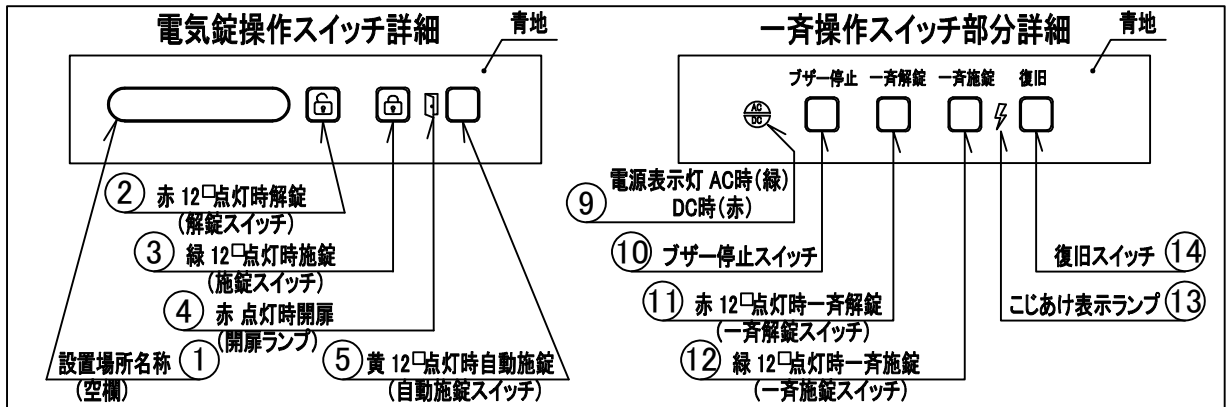 電気錠操作スイッチ詳細
青地
② 赤 12□点灯時解錠
(解錠スイッチ)
③ 緑 12□点灯時施錠
(施錠スイッチ)
④ 赤 点灯時開扉
(開扉ランプ)
設置場所名称 ①
(空欄)
⑤ 黄 12□点灯時自動施錠
(自動施錠スイッチ)
一斉操作スイッチ部分詳細
青地
ブザー停止 一斉解錠 一斉施錠 復旧
AC
DC
⑨ 電源表示灯 AC時(緑)
DC時(赤)
⑩ ブザー停止スイッチ
復旧スイッチ ⑭
⑪ 赤 12□点灯時一斉解錠
(一斉解錠スイッチ)
こじあけ表示ランプ ⑬
⑫ 緑 12□点灯時一斉施錠
(一斉施錠スイッチ)